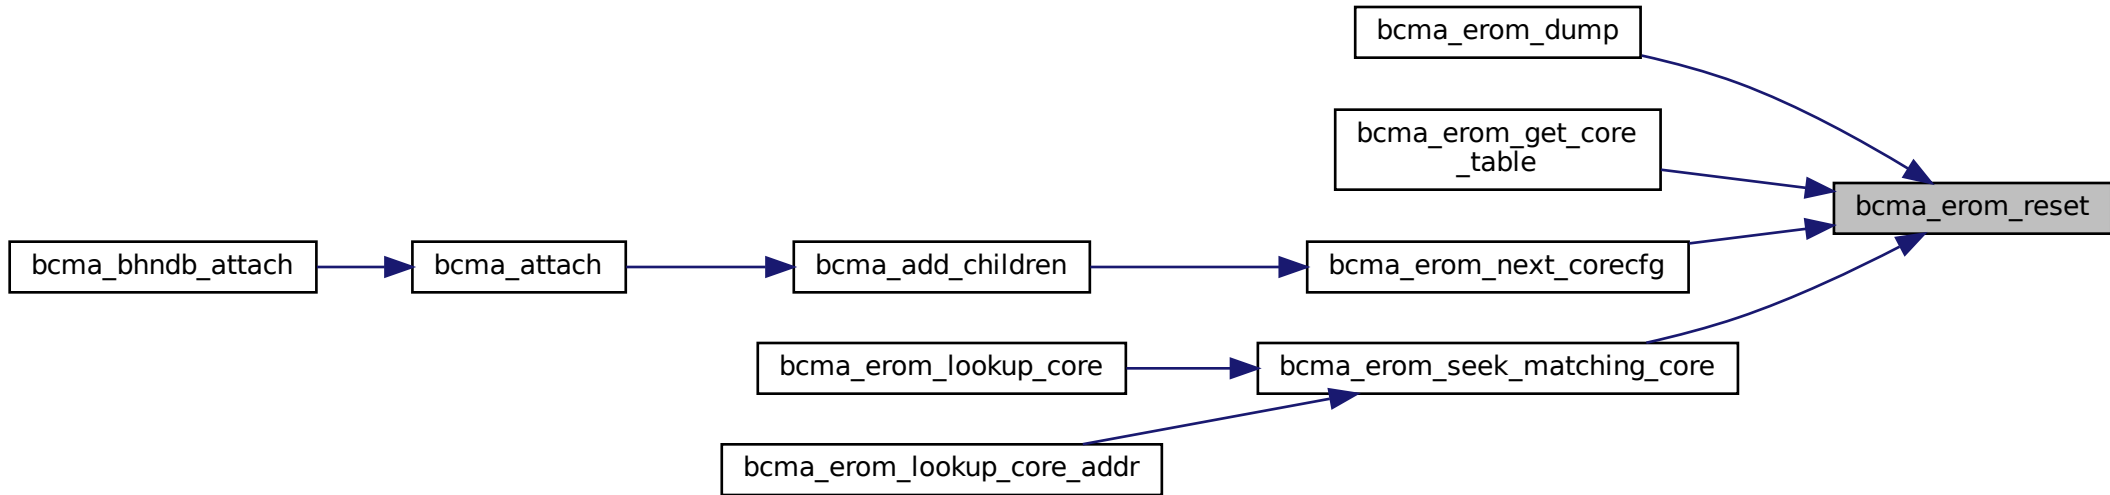 bcma_erom_dump
bcma_erom_get_core
_table
bcma_erom_reset
bcma_bhndb_attach
bcma_attach
bcma_add_children
bcma_erom_next_corecfg
bcma_erom_lookup_core
bcma_erom_seek_matching_core
bcma_erom_lookup_core_addr